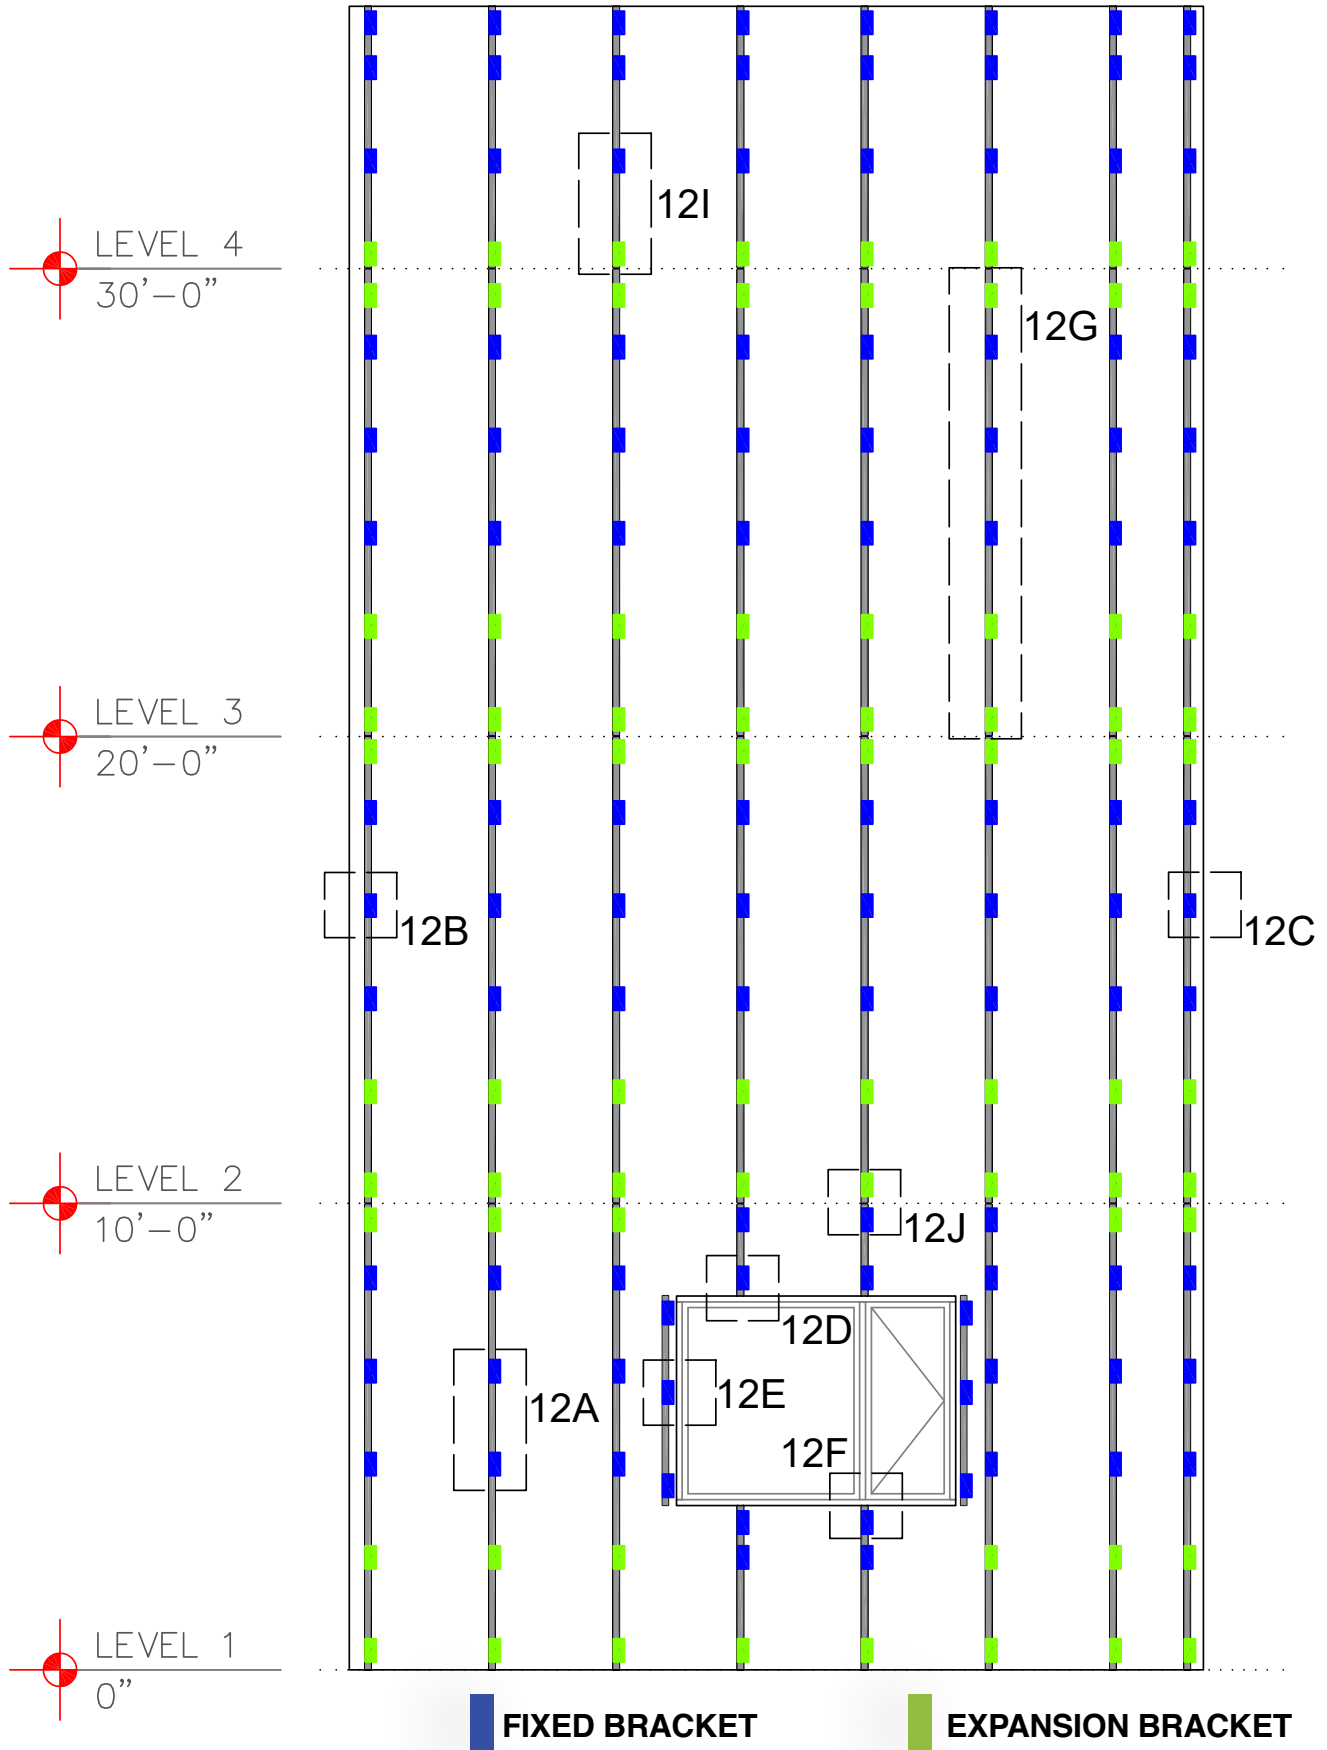 12I
LEVEL 4
30'-0"
12G
LEVEL 3
20'-0"
12B
12C
LEVEL 2
10'-0"
12J
12D
12E
12A
12F
LEVEL 1
0"
FIXED BRACKET
EXPANSION BRACKET